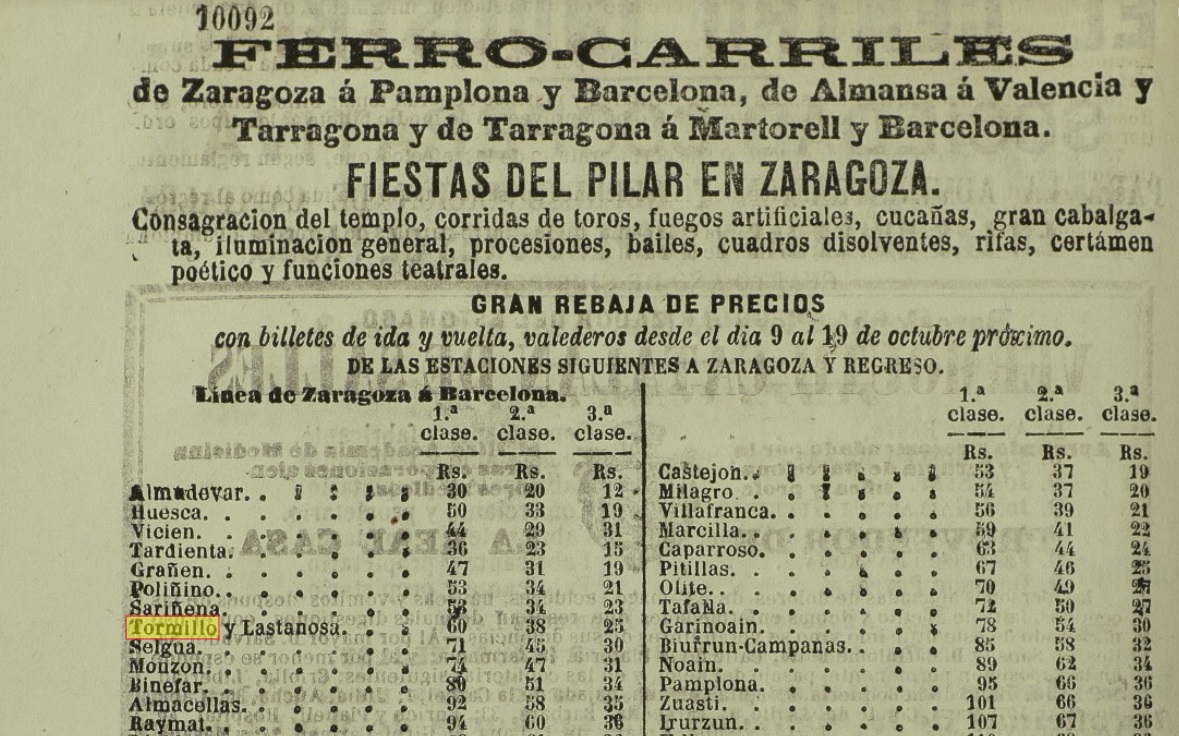 10092
FERRO-CARRILES
de Zaragoza á Pamplona y Barcelona, de Almansa á Valencia y
Tarragona y de Tarragona á Martorell y Barcelona.
FIESTAS DEL PILAR EN ZARAGOZA.
Consagracion del templo, corridas de toros, fuegos artificiales, cucañas, gran cabalga-
ta, iluminacion general, procesiones, bailes, cuadros disolventes, rifas, certámen
poético y funciones teatrales.
GRAN REBAJA DE PRECIOS
con billetes de ida y vuelta, valederos desde el dia 9 al 19 de octubre próximo.
DE LAS ESTACIONES SIGUIENTES A ZARAGOZA Y REGRESO.
Línea de Zaragoza á Barcelona.
1.ª clase. 2.ª clase. 3.ª clase.
Rs. Rs. Rs.
Almudevar. 30 20 12
Huesca. 50 33 19
Vicien. 44 29 31
Tardienta. 36 23 15
Grañen. 47 31 19
Poliñino. 53 34 21
Sariñena. 34 23
Tormillo y Lastanosa. 60 38 25
Selgua. 71 45 30
Monzon. 74 47 31
Binefar. 51 34
Almacellas. 92 58 35
Raymat. 94 60 36
1.ª clase. 2.ª clase. 3.ª clase.
Rs. Rs. Rs.
Castejon. 53 37 19
Milagro. 54 37 20
Villafranca. 56 39 21
Marcilla. 59 41 22
Caparroso. 63 44 24
Pitillas. 67 46 25
Olite. 70 49
Tafalla. 72 50 27
Garinoain. 78 54 30
Biurrun-Campanas. 85 58 32
Noain. 89 62 34
Pamplona. 95 66 36
Zuasti. 101 66 36
Irurzun. 107 67 36